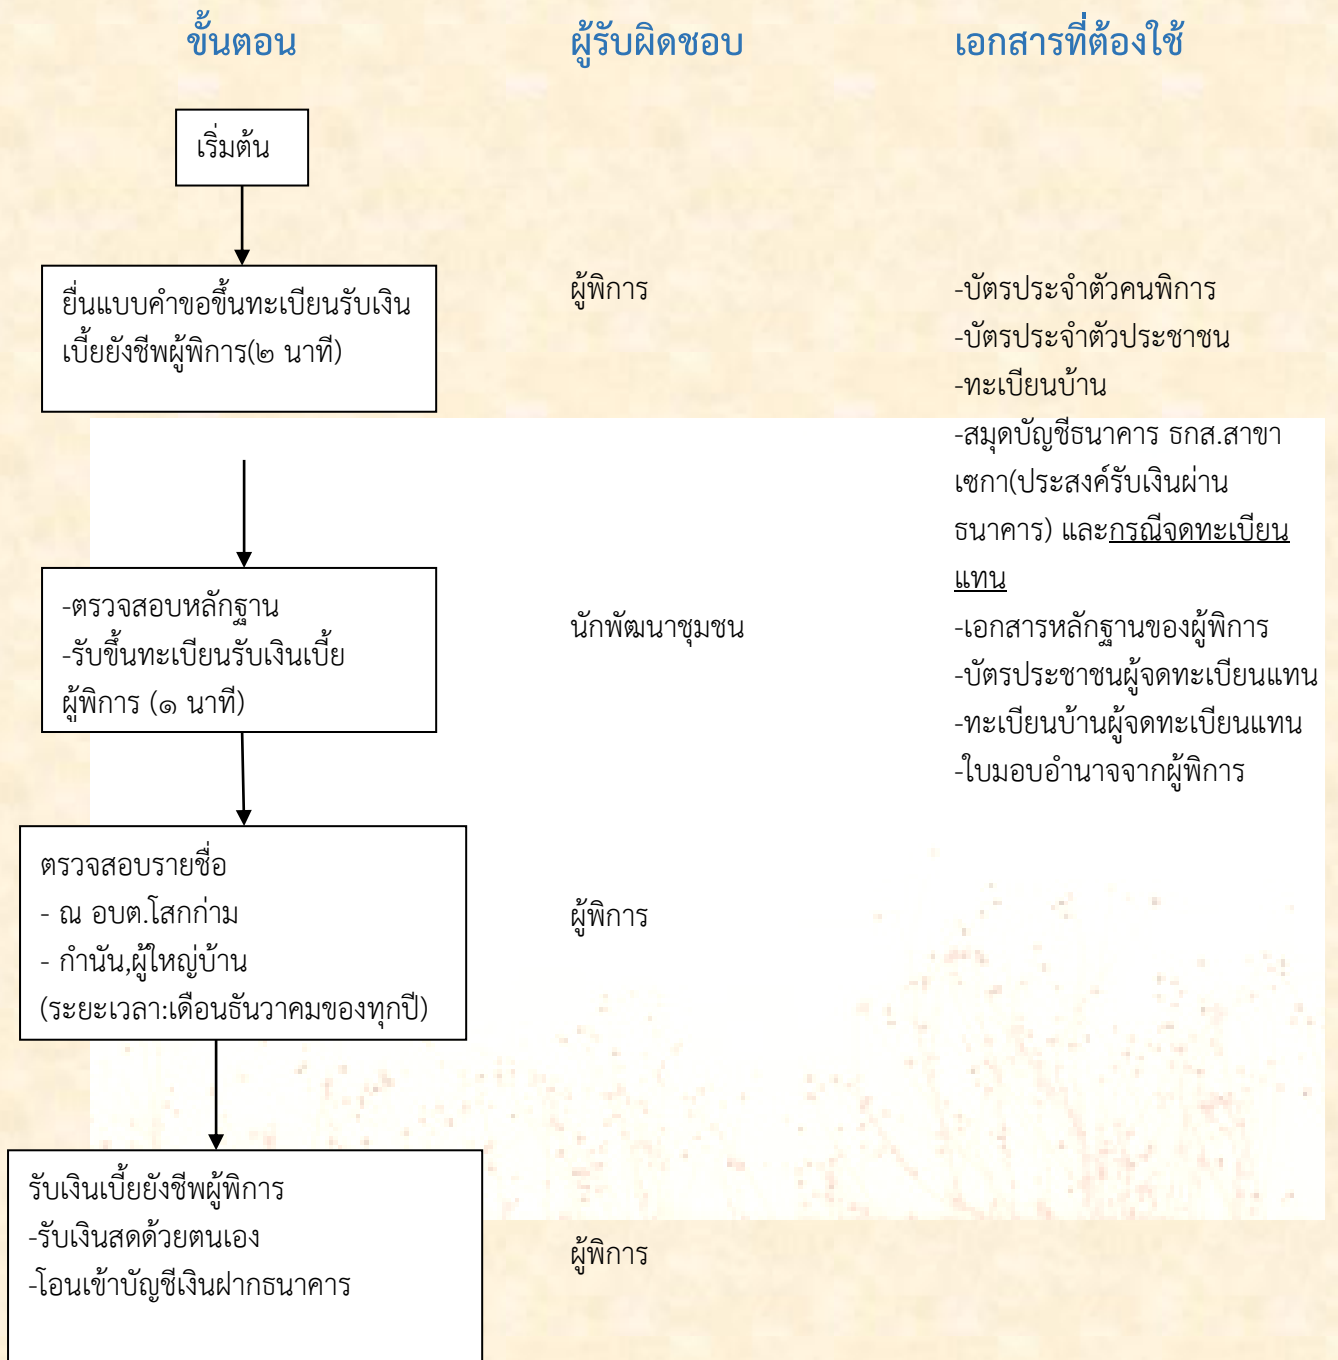 ขั้นตอน
ผู้รับผิดชอบ
เอกสารที่ต้องใช้
เริ่มต้น
ยื่นแบบคำขอขึ้นทะเบียนรับเงิน
เบี้ยยังชีพผู้พิการ(๒ นาที)
ผู้พิการ
-บัตรประจำตัวคนพิการ
-บัตรประจำตัวประชาชน
-ทะเบียนบ้าน
-สมุดบัญชีธนาคาร ธกส.สาขา
เซกา(ประสงค์รับเงินผ่าน
ธนาคาร) และกรณีจดทะเบียน
แทน
-เอกสารหลักฐานของผู้พิการ
-บัตรประชาชนผู้จดทะเบียนแทน
-ทะเบียนบ้านผู้จดทะเบียนแทน
-ใบมอบอำนาจจากผู้พิการ
-ตรวจสอบหลักฐาน
-รับขึ้นทะเบียนรับเงินเบี้ย
ผู้พิการ (๑ นาที)
นักพัฒนาชุมชน
ตรวจสอบรายชื่อ
- ณ อบต.โสกก่าม
- กำนัน,ผู้ใหญ่บ้าน
(ระยะเวลา:เดือนธันวาคมของทุกปี)
ผู้พิการ
รับเงินเบี้ยยังชีพผู้พิการ
-รับเงินสดด้วยตนเอง
-โอนเข้าบัญชีเงินฝากธนาคาร
ผู้พิการ